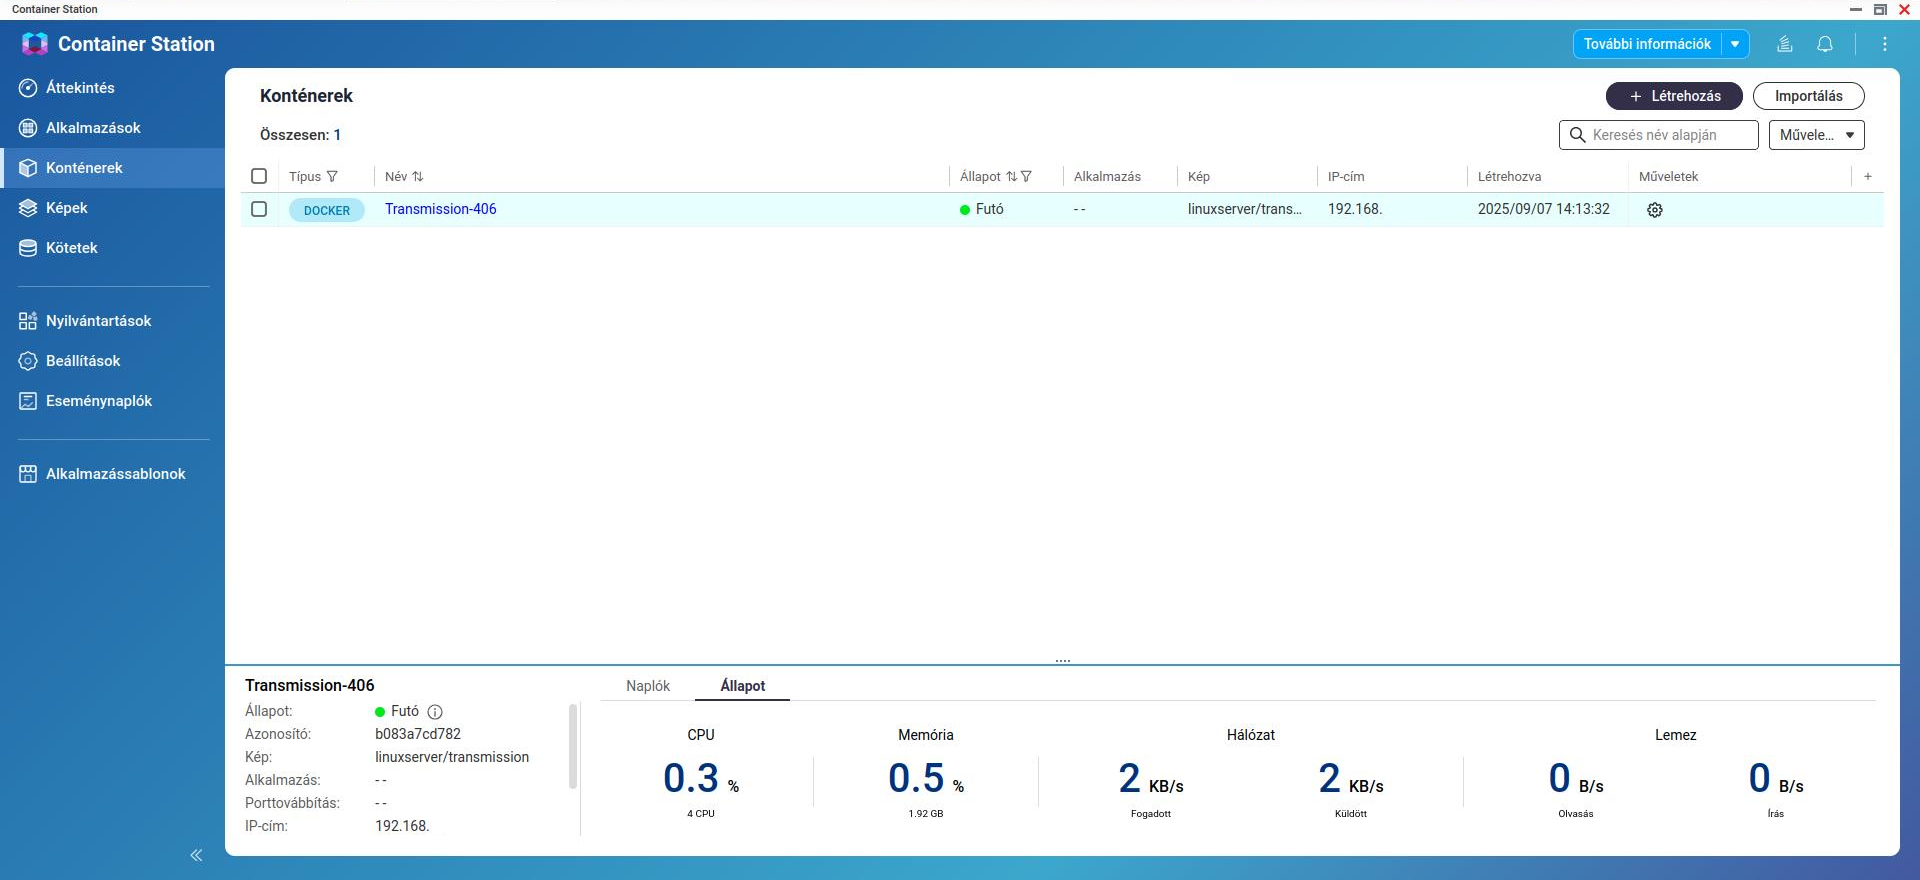 Container Station
Container Station
További információk
Áttekintés
Alkalmazások
Konténerek
Képek
Kötetek
Nyilvántartások
Beállítások
Eseménynaplók
Alkalmazássablonok
Konténerek
+ Létrehozás
Importálás
Összesen: 1
Keresés név alapján
Művele...
Típus Név Állapot Alkalmazás Kép IP-cím Létrehozva Műveletek +
DOCKER Transmission-406 Futó -- linuxserver/trans... 192.168. 2025/09/07 14:13:32
Transmission-406
Állapot: Futó
Azonosító: b083a7cd782
Kép: linuxserver/transmission
Alkalmazás: --
Porttovábbítás: --
IP-cím: 192.168.
Naplók Állapot
CPU Memória Hálózat Lemez
0.3 % 0.5 % 2 KB/s 2 KB/s 0 B/s 0 B/s
4 CPU 1.92 GB Fogadott Küldött Olvasás Írás